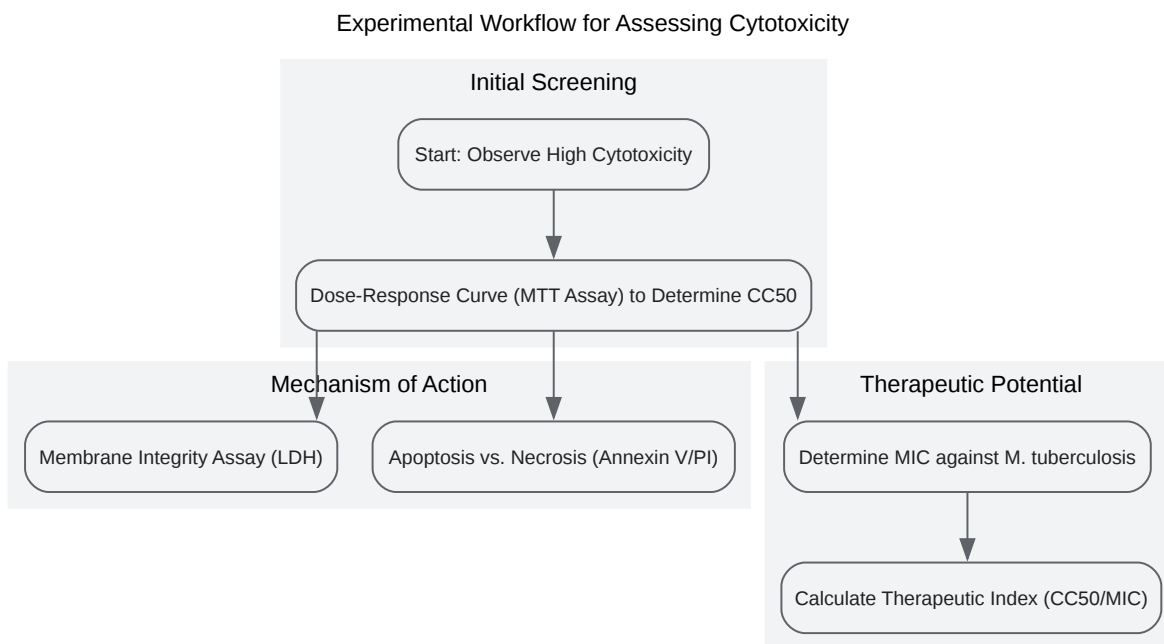 Experimental Workflow for Assessing Cytotoxicity
Initial Screening
Start: Observe High Cytotoxicity
Dose-Response Curve (MTT Assay) to Determine CC50
Mechanism of Action
Membrane Integrity Assay (LDH)
Apoptosis vs. Necrosis (Annexin V/PI)
Therapeutic Potential
Determine MIC against M. tuberculosis
Calculate Therapeutic Index (CC50/MIC)